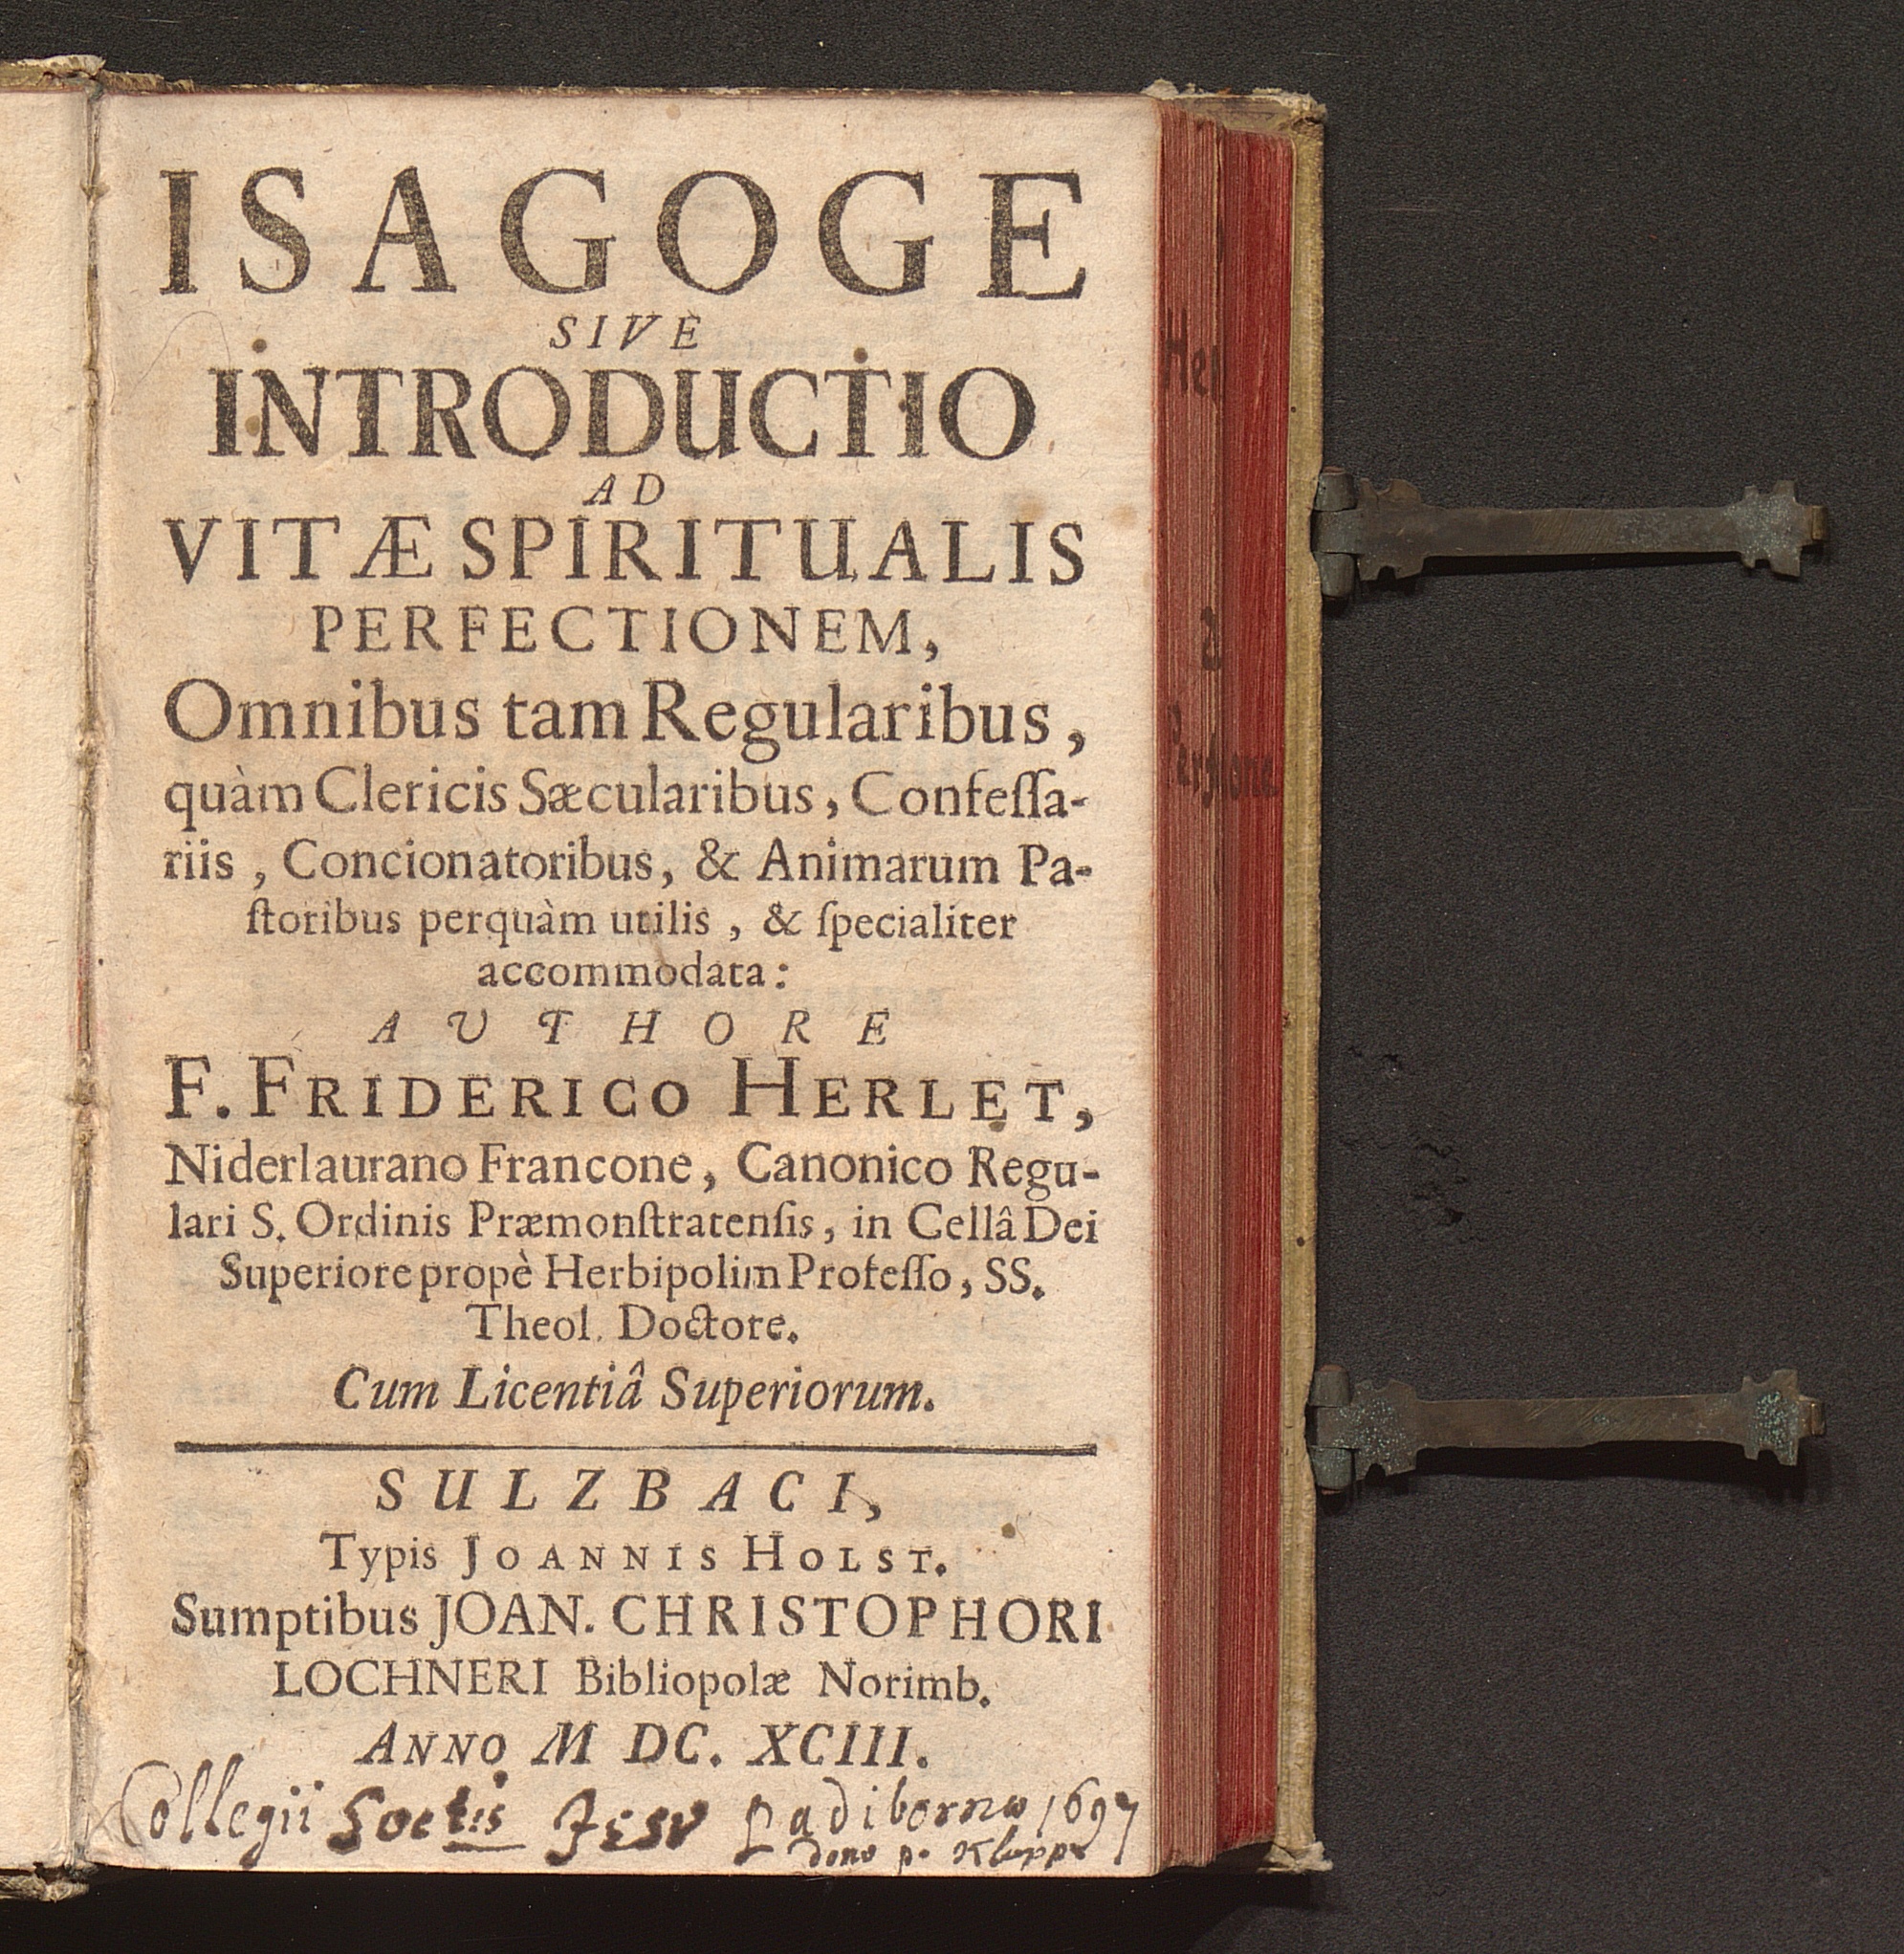 ISAGOGE
SIVE
INTRODUCTIO
AD
VITÆ SPIRITUALIS
PERFECTIONEM,
Omnibus tam Regularibus,
quàm Clericis Sæcularibus, Confeſſa-
riis, Concionatoribus, & Animarum Pa-
ſtoribus perquàm utilis, & ſpecialiter
accommodata:
AUTHORE
F. FRIDERICO HERLET,
Niderlaurano Francone, Canonico Regu-
lari S. Ordinis Præmonſtratenſis, in Cellâ Dei
Superiore propè Herbipolim Profeſſo, SS.
Theol. Doctore.
Cum Licentiâ Superiorum.
SULZBACI,
Typis JOANNIS HOLST.
Sumptibus JOAN. CHRISTOPHORI
LOCHNERI Bibliopolæ Norimb.
ANNO M DC. XCIII.
Collegii Soctis Jesu Padibornæ 1697
dono p.
Her
d